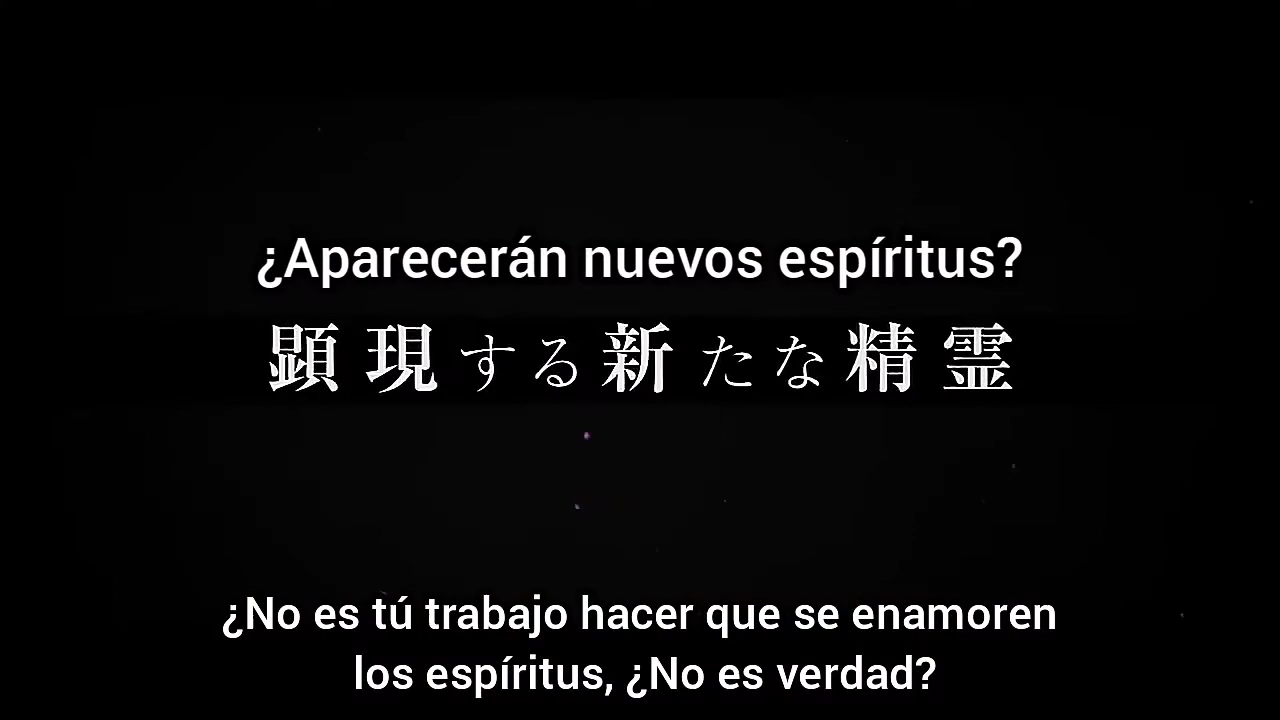 ¿Aparecerán nuevos espíritus?
顕現する新たな精霊
¿No es tú trabajo hacer que se enamoren
los espíritus, ¿No es verdad?